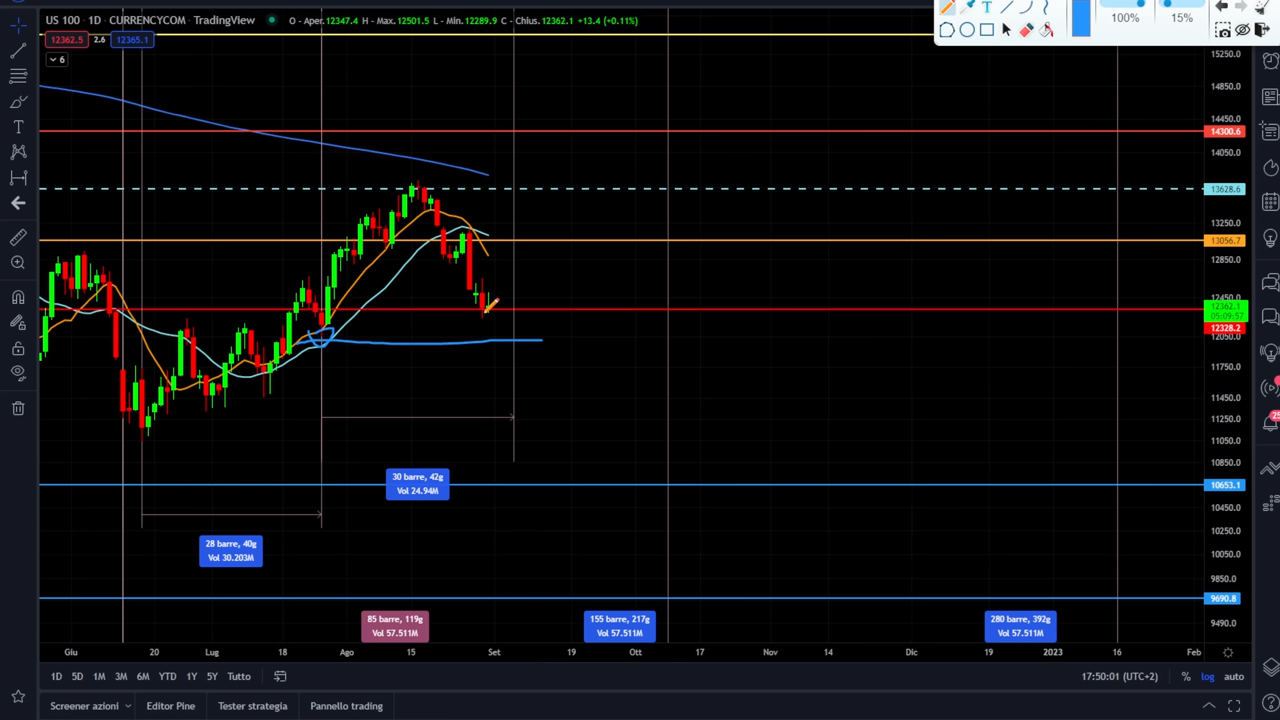 US 100 · 1D · CURRENCYCOM · TradingView
O - Aper. 12347.4 H - Max. 12501.5 L - Min. 12289.9 C - Chius. 12362.1 +13.4 (+0.11%)
12362.5 2.6 12365.1
6
T
100% 15%
15250.0
14850.0
14450.0
14300.6
14050.0
13628.6
13250.0
13056.7
12850.0
12450.0
12362.1
05:09:57
12328.2
12050.0
11750.0
11450.0
11250.0
11050.0
10850.0
10653.1
10450.0
10250.0
10050.0
9850.0
9690.8
9490.0
30 barre, 42g
Vol 24.94M
28 barre, 40g
Vol 30.203M
85 barre, 119g
Vol 57.511M
155 barre, 217g
Vol 57.511M
280 barre, 392g
Vol 57.511M
Giu 20 Lug 18 Ago 15 Set 19 Ott 17 Nov 14 Dic 19 2023 16 Feb
1D 5D 1M 3M 6M YTD 1Y 5Y Tutto
17:50:01 (UTC+2) % log auto
Screener azioni Editor Pine Tester strategia Pannello trading